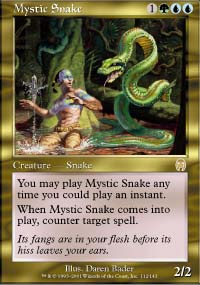 Mystic Snake 1
Creature — Snake
You may play Mystic Snake any
time you could play an instant.
When Mystic Snake comes into
play, counter target spell.
Its fangs are in your flesh before its
hiss leaves your ears.
Illus. Daren Bader
2/2
™ & © 1993-2001 Wizards of the Coast, Inc. 112/143